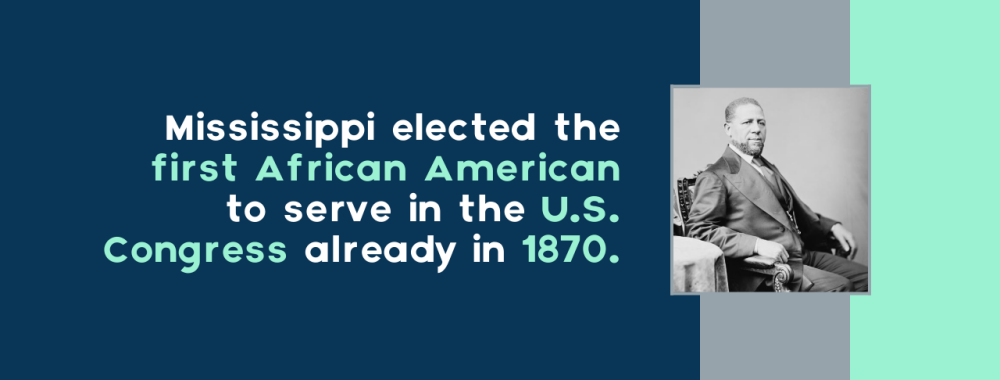 Mississippi elected the
first African American
to serve in the U.S.
Congress already in 1870.